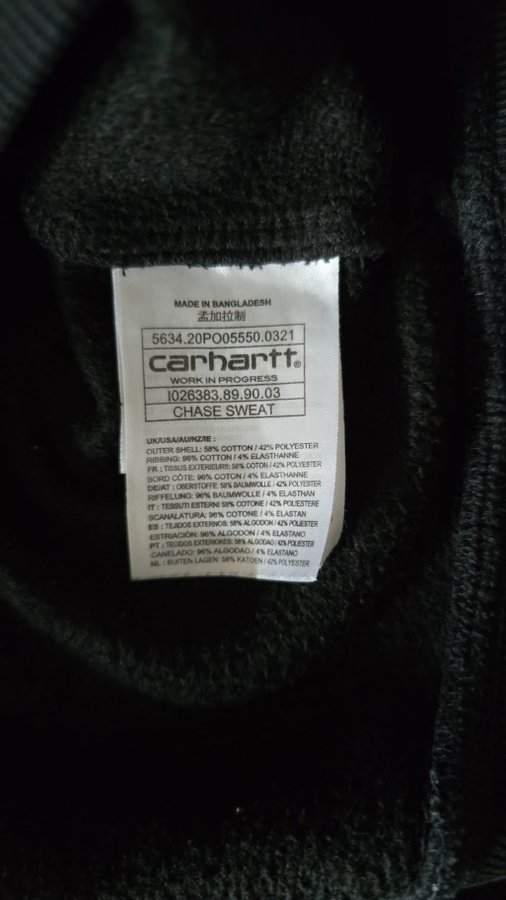 MADE IN BANGLADESH
孟加拉制
5634.20PO05550.0321
carhartt®
WORK IN PROGRESS
I026383.89.90.03
CHASE SWEAT
UK/USA/AU/NZ/IE :
OUTER SHELL: 58% COTTON / 42% POLYESTER
RIBBING: 96% COTTON / 4% ELASTHANNE
FR : TISSUS EXTERIEURS: 58% COTON / 42% POLYESTER
BORD CÔTE: 96% COTON / 4% ELASTHANNE
DE/AT : OBERSTOFFE: 58% BAUMWOLLE / 42% POLYESTER
RIFFELUNG: 96% BAUMWOLLE / 4% ELASTHAN
IT : TESSUTI ESTERNI 58% COTONE / 42% POLIESTERE
SCANALATURA: 96% COTONE / 4% ELASTAN
ES : TEJIDOS EXTERNOS: 58% ALGODON / 42% POLYESTER
ESTRIACIÓN: 96% ALGODON / 4% ELASTANO
PT : TECIDOS EXTERIORES: 58% ALGODAO / 42% POLYESTER
CANELADO: 96% ALGODAO / 4% ELASTANO
NL : BUITEN LAGEN: 58% KATOEN / 42% POLYESTER